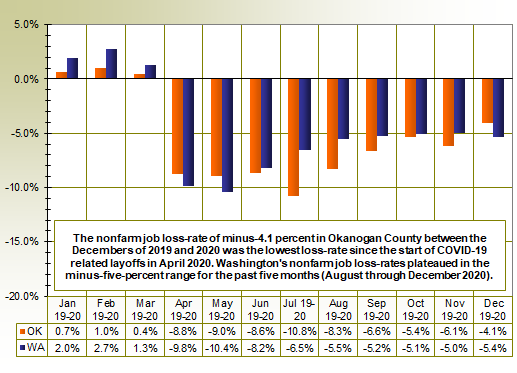 5.0%
0.0%
-5.0%
-10.0%
-15.0%
-20.0%
The nonfarm job loss-rate of minus-4.1 percent in Okanogan County between the
Decembers of 2019 and 2020 was the lowest loss-rate since the start of COVID-19
related layoffs in April 2020. Washington's nonfarm job loss-rates plateaued in the
minus-five-percent range for the past five months (August through December 2020).
Jan Feb Mar Apr May Jun Jul 19- Aug Sep Oct Nov Dec
19-20 19-20 19-20 19-20 19-20 19-20 20 19-20 19-20 19-20 19-20 19-20
OK 0.7% 1.0% 0.4% -8.8% -9.0% -8.6% -10.8% -8.3% -6.6% -5.4% -6.1% -4.1%
WA 2.0% 2.7% 1.3% -9.8% -10.4% -8.2% -6.5% -5.5% -5.2% -5.1% -5.0% -5.4%